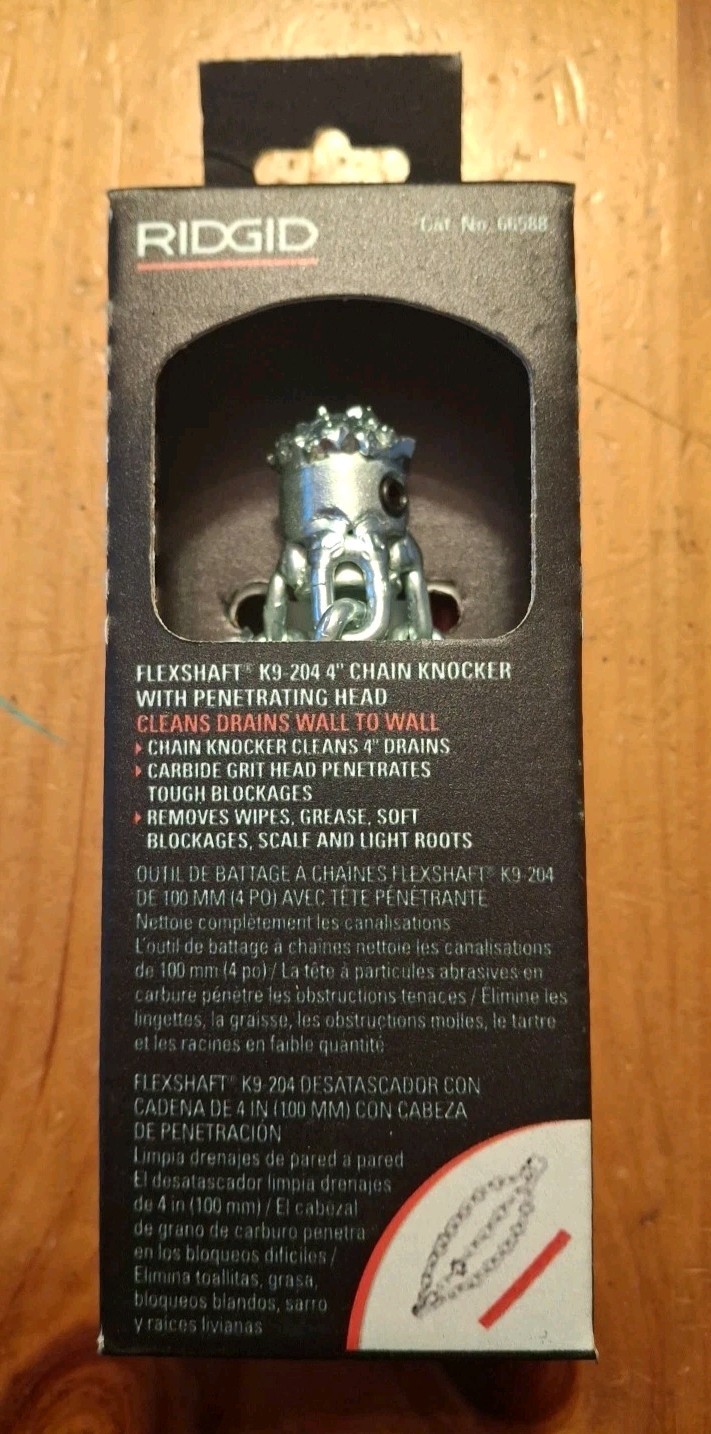 RIDGID
Cat. No. 66588
FLEXSHAFT® K9-204 4" CHAIN KNOCKER
WITH PENETRATING HEAD
CLEANS DRAINS WALL TO WALL
CHAIN KNOCKER CLEANS 4" DRAINS
CARBIDE GRIT HEAD PENETRATES
TOUGH BLOCKAGES
REMOVES WIPES, GREASE, SOFT
BLOCKAGES, SCALE AND LIGHT ROOTS
OUTIL DE BATTAGE À CHAÎNES FLEXSHAFT® K9-204
DE 100 MM (4 PO) AVEC TÊTE PÉNÉTRANTE
Nettoie complètement les canalisations
L'outil de battage à chaînes nettoie les canalisations
de 100 mm (4 po) / La tête à particules abrasives en
carbure pénètre les obstructions tenaces / Élimine les
lingettes, la graisse, les obstructions molles, le tartre
et les racines en faible quantité
FLEXSHAFT® K9-204 DESATASCADOR CON
CADENA DE 4 IN (100 MM) CON CABEZA
DE PENETRACIÓN
Limpia drenajes de pared a pared
El desatascador limpia drenajes
de 4 in (100 mm) / El cabezal
de grano de carburo penetra
en los bloqueos difíciles /
Elimina toallitas, grasa,
bloqueos blandos, sarro
y raíces livianas